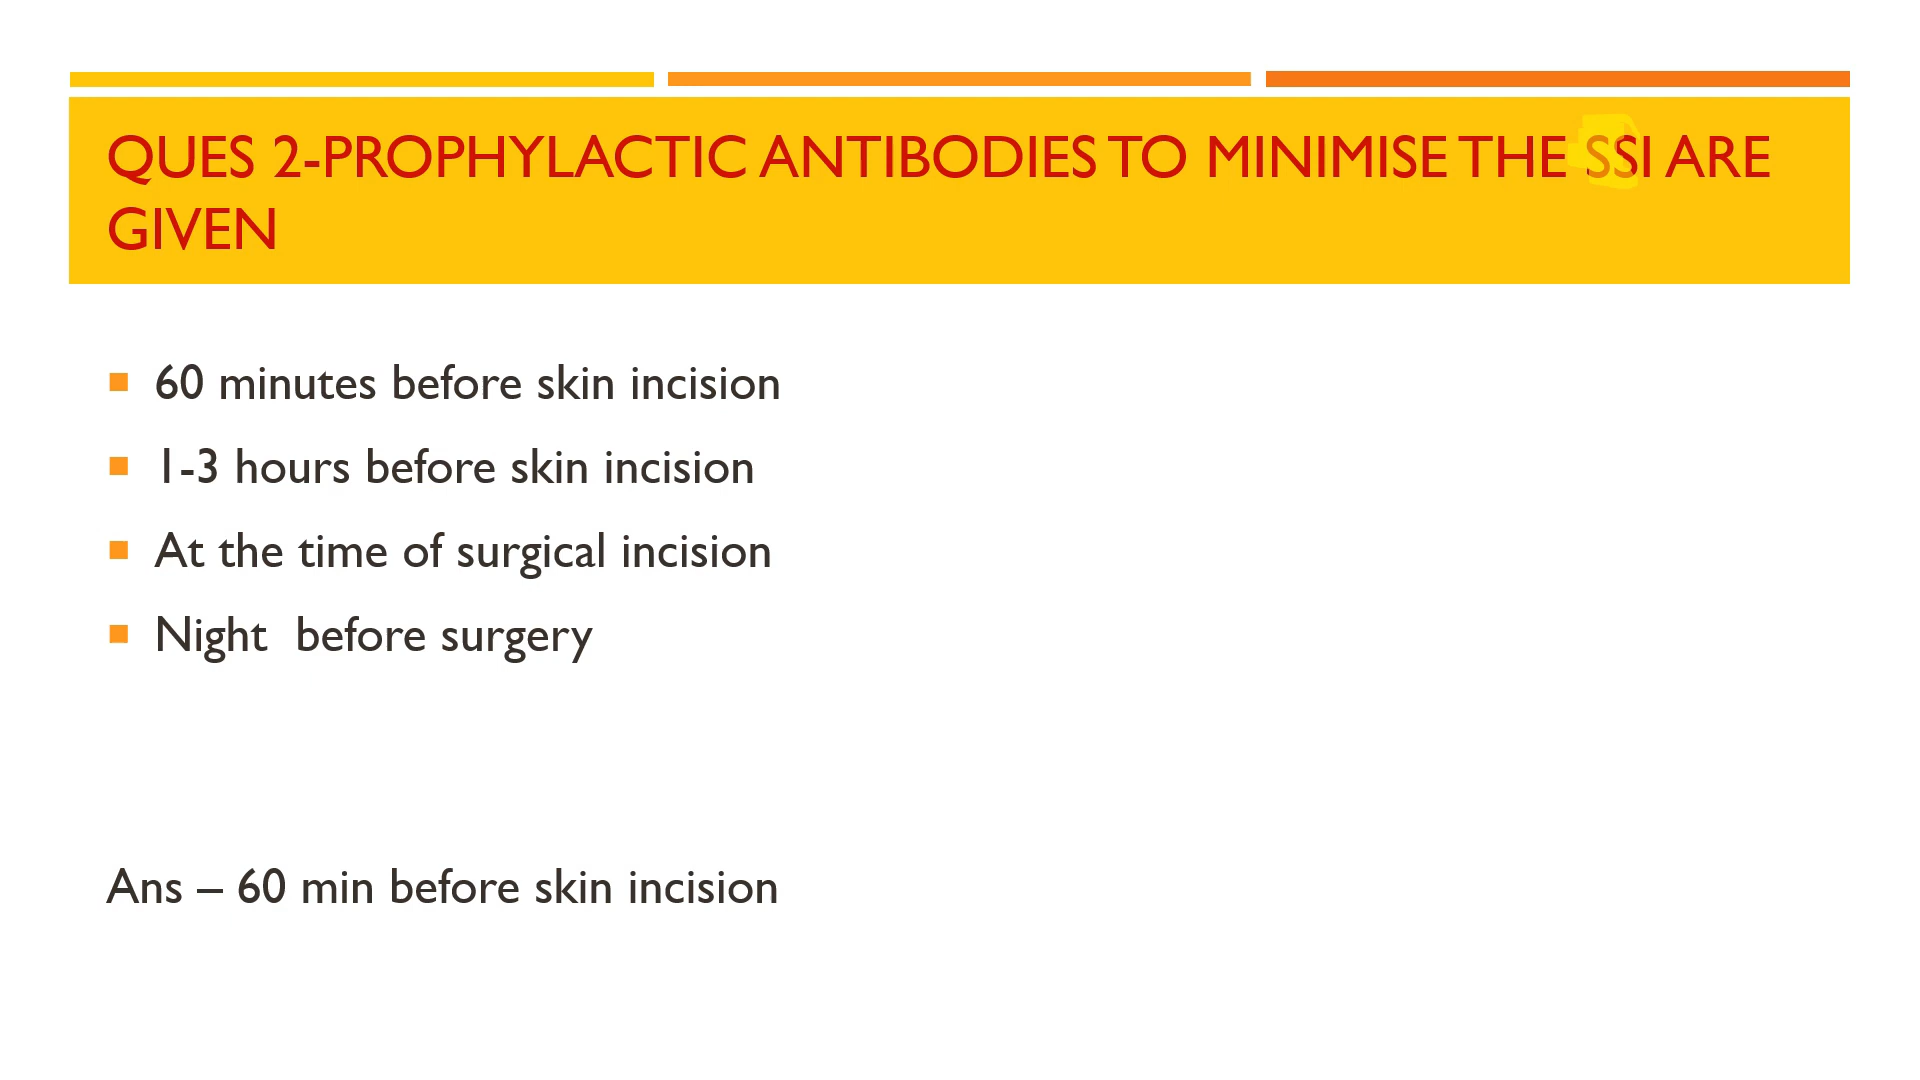 QUES 2-PROPHYLACTIC ANTIBODIES TO MINIMISE THE SSI ARE
GIVEN
60 minutes before skin incision
1-3 hours before skin incision
At the time of surgical incision
Night before surgery
Ans – 60 min before skin incision